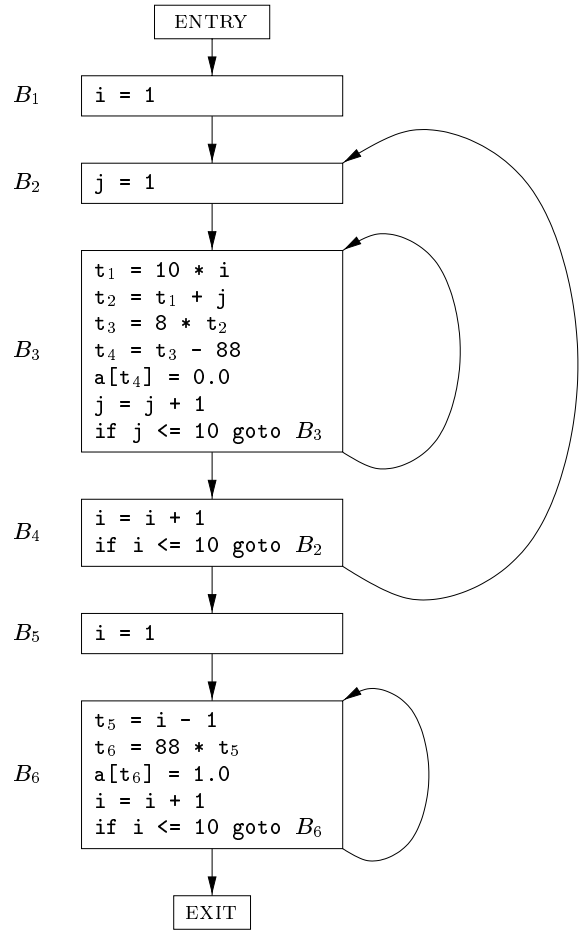 ENTRY
B₁
i = 1
B₂
j = 1
B₃
t₁ = 10 * i
t₂ = t₁ + j
t₃ = 8 * t₂
t₄ = t₃ - 88
a[t₄] = 0.0
j = j + 1
if j <= 10 goto B₃
B₄
i = i + 1
if i <= 10 goto B₂
B₅
i = 1
B₆
t₅ = i - 1
t₆ = 88 * t₅
a[t₆] = 1.0
i = i + 1
if i <= 10 goto B₆
EXIT